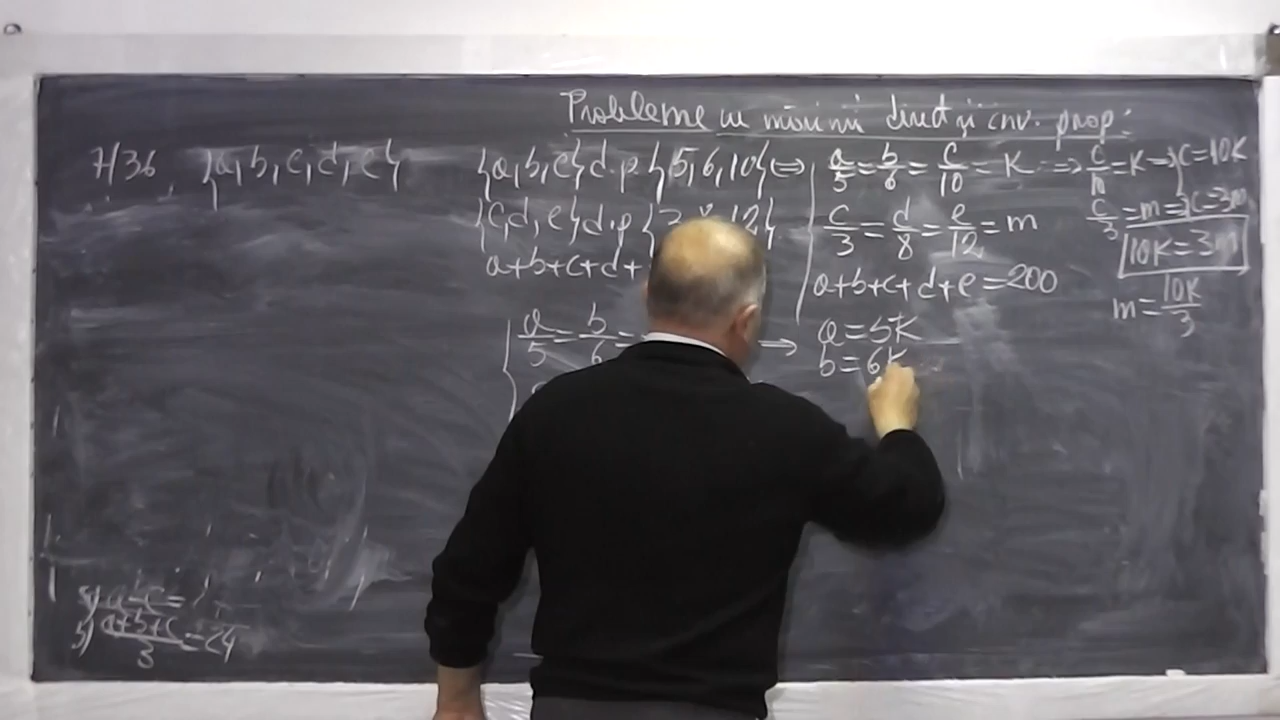 Probleme cu mărimi direct și inv. prop:
7/36 {a, b, c, d, e}
{a, b, c} d.p {5, 6, 10} ⇔
{c, d, e} d.p {3, 8, 12}
a+b+c+d+
a/5 = b/6 =
a/5 = b/6 = c/10 = K ⇒ c/10 = K ⇒ c=10K
c/3 = d/8 = e/12 = m
c/3 = m ⇒ c=3m
10K=3m
a+b+c+d+e=200
m = 10K/3
⇒ a=5K
b=6K
a-c=
b) a+b+c/3 = 24